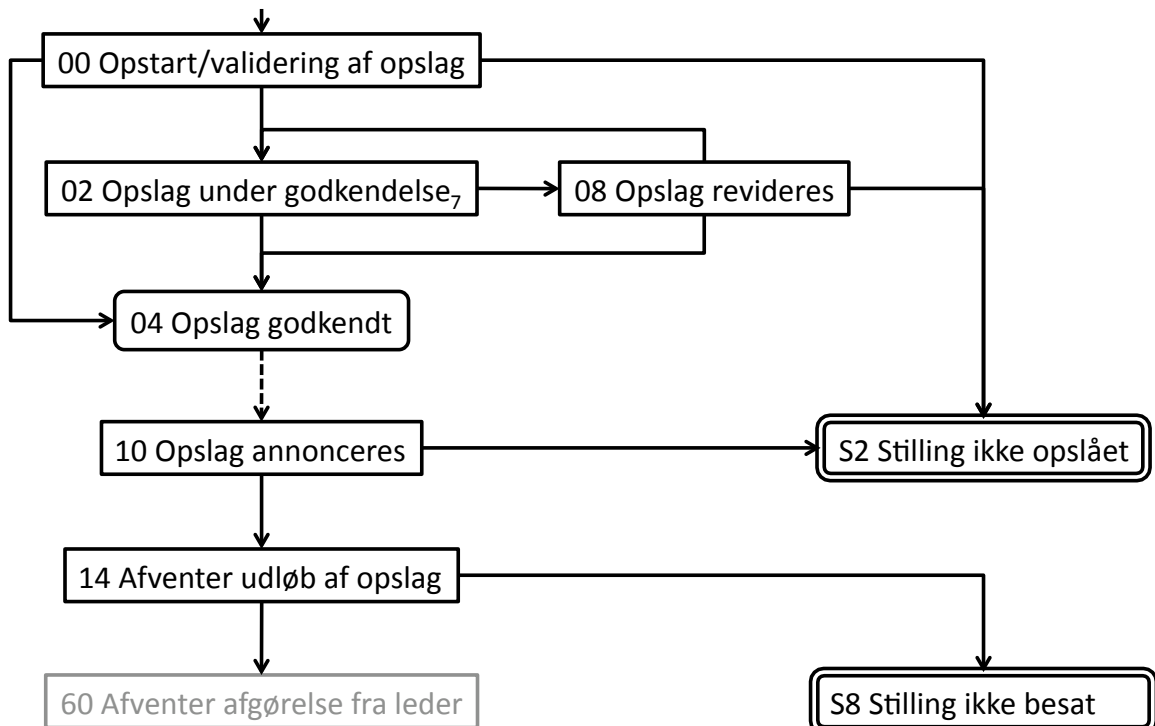 00 Opstart/validering af opslag
02 Opslag under godkendelse₇
08 Opslag revideres
04 Opslag godkendt
10 Opslag annonceres
S2 Stilling ikke opslået
14 Afventer udløb af opslag
60 Afventer afgørelse fra leder
S8 Stilling ikke besat